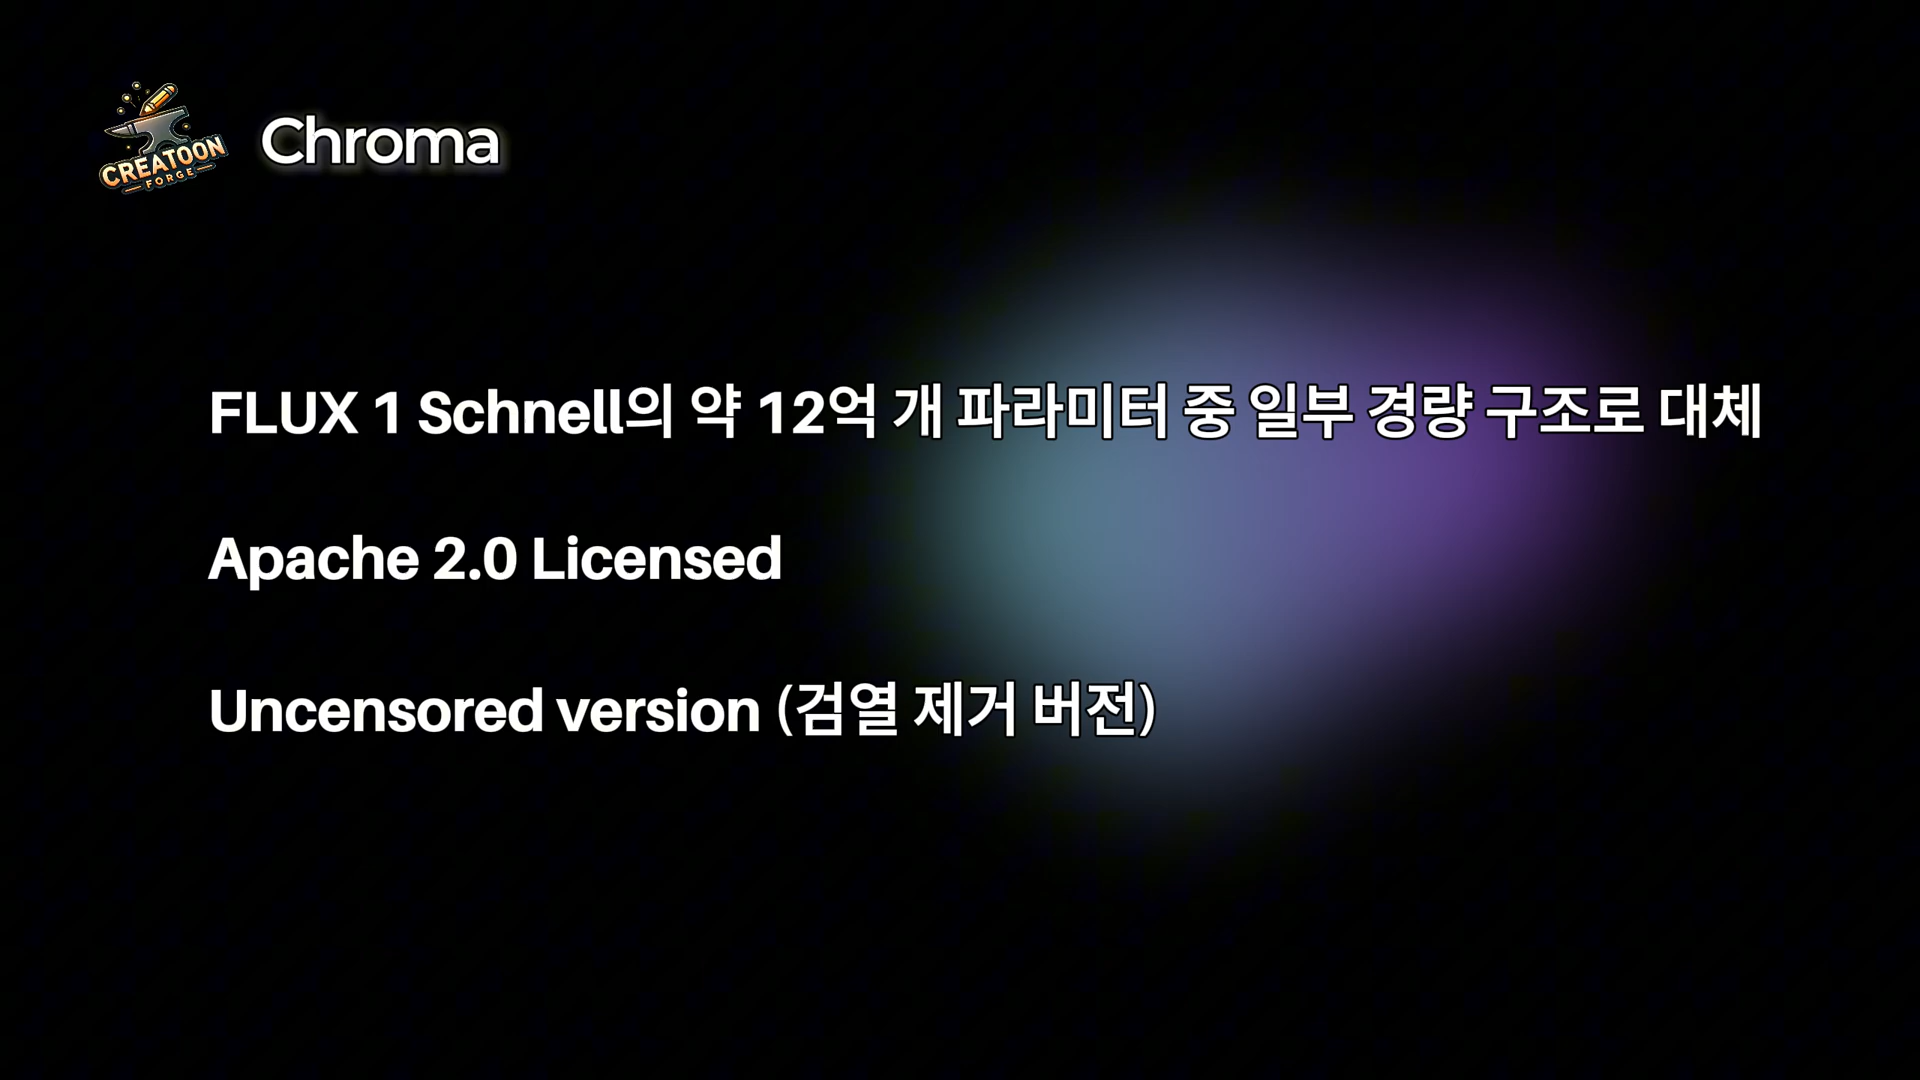 CREATOON
FORGE
Chroma
FLUX 1 Schnell의 약 12억 개 파라미터 중 일부 경량 구조로 대체
Apache 2.0 Licensed
Uncensored version (검열 제거 버전)